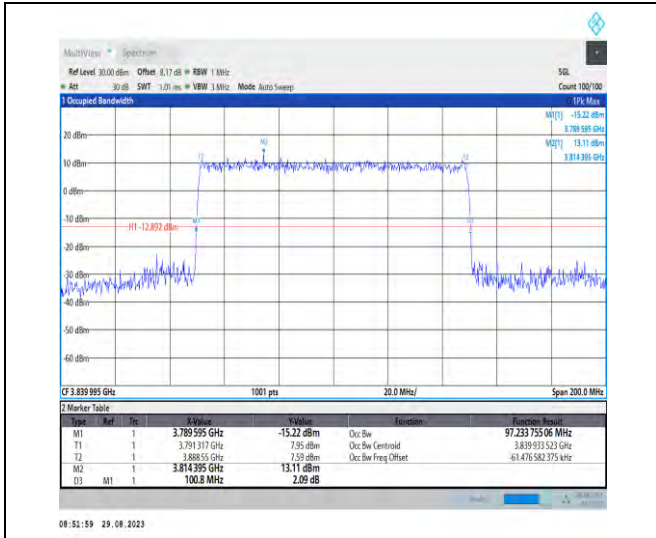 MultiView Spectrum
Ref Level 30.00 dBm Offset 8.17 dB RBW 1 MHz SGL
Att 30 dB SWT 1.01 ms VBW 3 MHz Mode Auto Sweep Count 100/100
1 Occupied Bandwidth 1Pk Max
M1[1] -15.22 dBm
3.789 595 GHz
M2[1] 13.11 dBm
3.814 395 GHz
20 dBm
M2
10 dBm
0 dBm
-10 dBm
H1 -12.892 dBm
-30 dBm
-40 dBm
-50 dBm
-60 dBm
CF 3.839 995 GHz 1001 pts 20.0 MHz/ Span 200.0 MHz
2 Marker Table
Type Ref Trc X-Value Y-Value Function Function Result
M1 1 3.789 595 GHz -15.22 dBm Occ Bw 97.233 755 06 MHz
T1 1 3.791 317 GHz 7.95 dBm Occ Bw Centroid 3.839 933 523 GHz
T2 1 3.888 55 GHz 7.59 dBm Occ Bw Freq Offset -61.476 582 375 kHz
M2 1 3.814 395 GHz 13.11 dBm
D3 M1 1 100.8 MHz 2.09 dB
08:51:59 29.08.2023